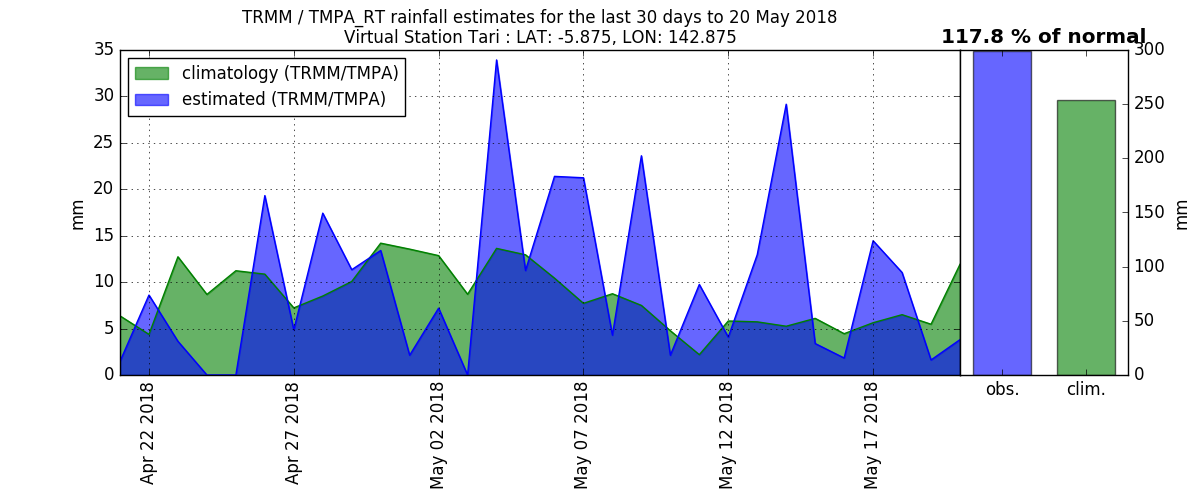 TRMM / TMPA_RT rainfall estimates for the last 30 days to 20 May 2018
Virtual Station Tari : LAT: -5.875, LON: 142.875
117.8 % of normal
climatology (TRMM/TMPA)
estimated (TRMM/TMPA)
mm
35
30
25
20
15
10
5
0
Apr 22 2018
Apr 27 2018
May 02 2018
May 07 2018
May 12 2018
May 17 2018
obs.
clim.
300
250
200
150
100
50
0
mm